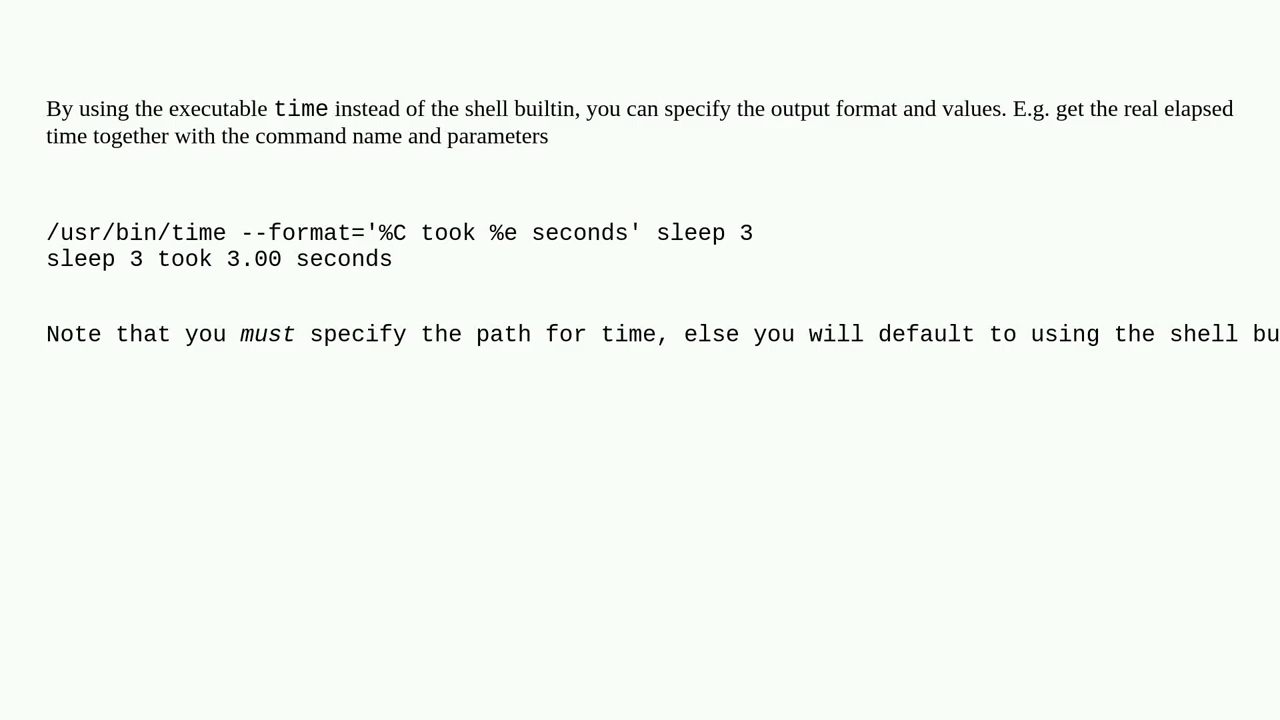 By using the executable time instead of the shell builtin, you can specify the output format and values. E.g. get the real elapsed
time together with the command name and parameters
/usr/bin/time --format='%C took %e seconds' sleep 3
sleep 3 took 3.00 seconds
Note that you must specify the path for time, else you will default to using the shell